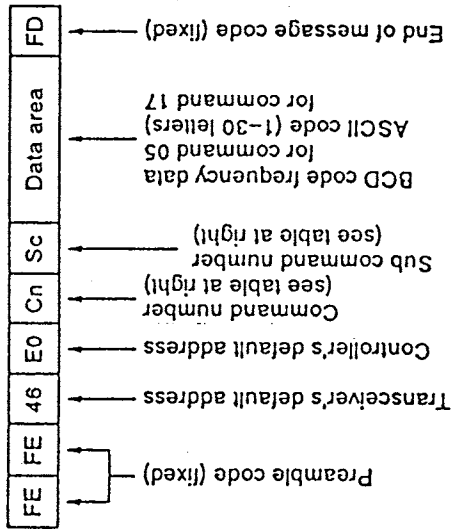 FE FE 46 E0 Cn Sc Data area FD
Preamble code (fixed)
Transceiver's default address
Controller's default address
Command number
(see table at right)
Sub command number
(see table at right)
BCD code frequency data
for command 05
ASCII code (1–30 letters)
for command 17
End of message code (fixed)